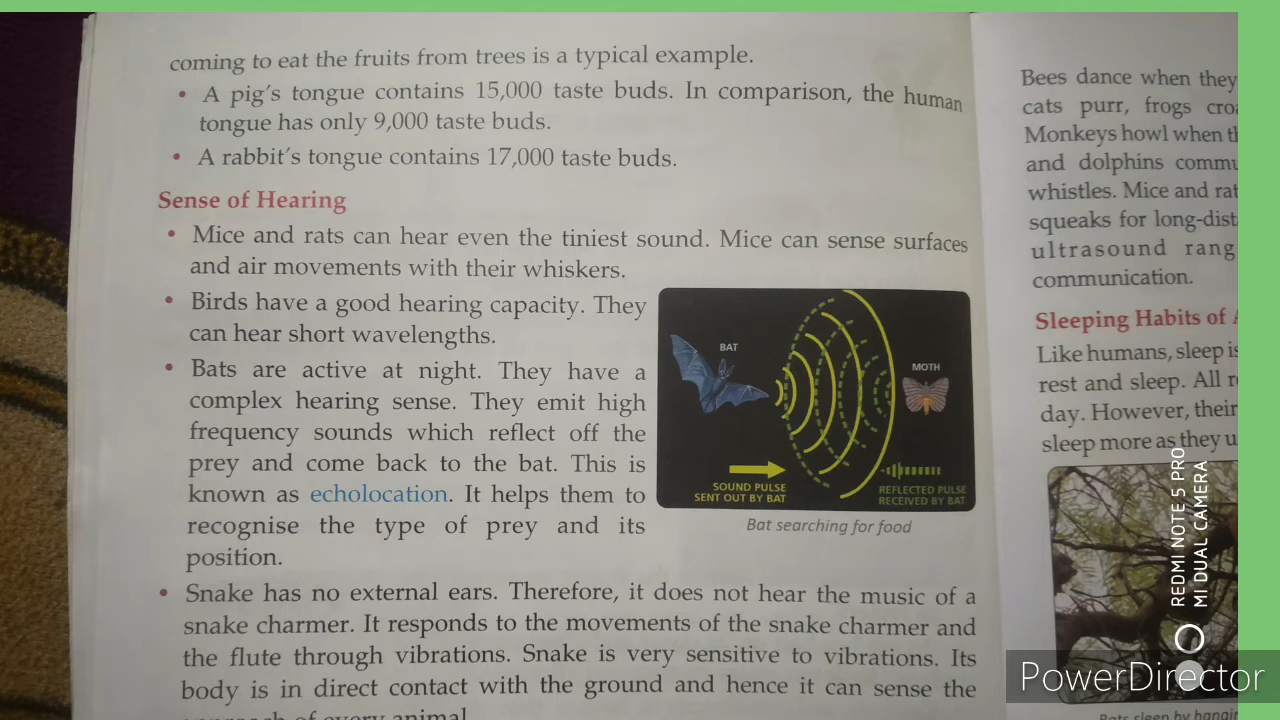 coming to eat the fruits from trees is a typical example.
• A pig's tongue contains 15,000 taste buds. In comparison, the human
tongue has only 9,000 taste buds.
• A rabbit's tongue contains 17,000 taste buds.
Sense of Hearing
• Mice and rats can hear even the tiniest sound. Mice can sense surfaces
and air movements with their whiskers.
• Birds have a good hearing capacity. They
can hear short wavelengths.
• Bats are active at night. They have a
complex hearing sense. They emit high
frequency sounds which reflect off the
prey and come back to the bat. This is
known as echolocation. It helps them to
recognise the type of prey and its
position.
BAT
MOTH
SOUND PULSE
SENT OUT BY BAT
REFLECTED PULSE
RECEIVED BY BAT
Bat searching for food
• Snake has no external ears. Therefore, it does not hear the music of a
snake charmer. It responds to the movements of the snake charmer and
the flute through vibrations. Snake is very sensitive to vibrations. Its
body is in direct contact with the ground and hence it can sense the
of every animal
Bees dance when they
cats purr, frogs
Monkeys howl when
and dolphins
whistles. Mice and
squeaks for
ultrasound
communication.
Sleeping Habits of
Like humans, sleep is
rest and sleep. All
day. However, their
sleep more as they
Bats sleep by
REDMI NOTE 5 PRO
MI DUAL CAMERA
PowerDirector